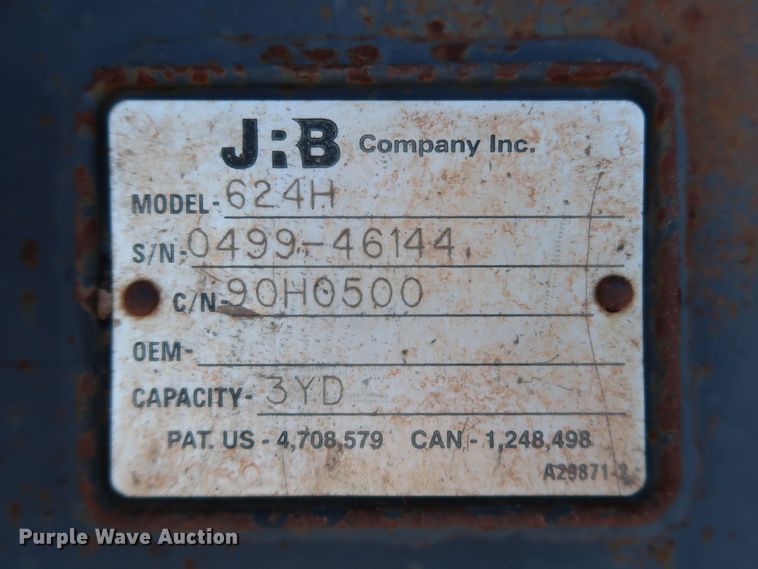 JRB Company Inc.
MODEL- 624H
S/N- 0499-46144
C/N- 90H0500
OEM-
CAPACITY- 3YD
PAT. US - 4,708,579 CAN - 1,248,498
A29871-2
Purple Wave Auction